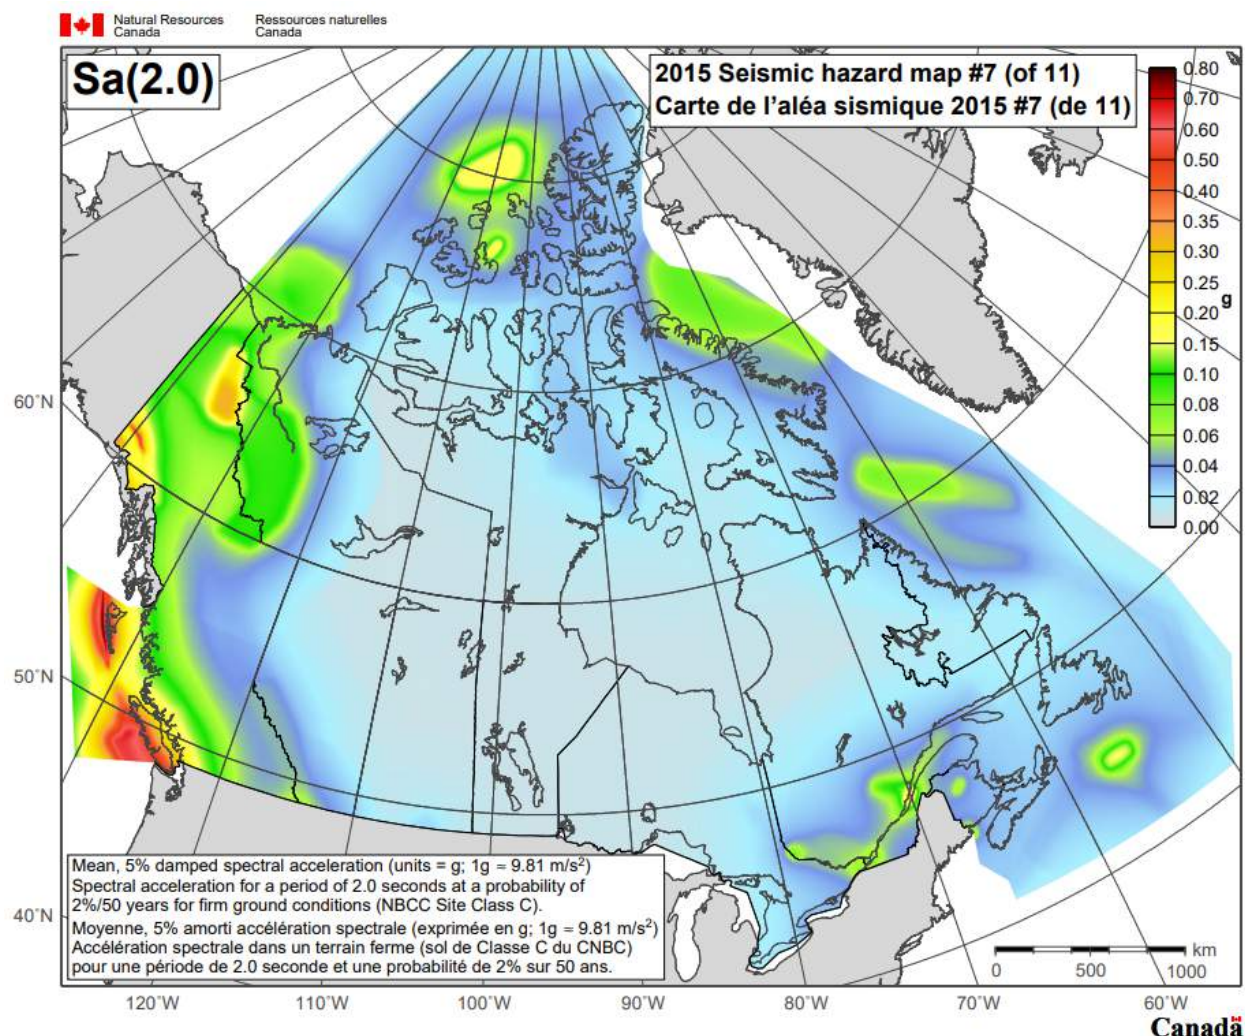 Natural Resources Canada
Ressources naturelles Canada
Sa(2.0)
2015 Seismic hazard map #7 (of 11)
Carte de l'aléa sismique 2015 #7 (de 11)
0.80
0.70
0.60
0.50
0.40
0.35
0.30
0.25
g
0.20
0.15
0.10
0.08
0.06
0.04
0.02
0.00
60°N
50°N
40°N
Mean, 5% damped spectral acceleration (units = g; 1g = 9.81 m/s²)
Spectral acceleration for a period of 2.0 seconds at a probability of
2%/50 years for firm ground conditions (NBCC Site Class C).
Moyenne, 5% amorti accélération spectrale (exprimée en g; 1g = 9.81 m/s²)
Accélération spectrale dans un terrain ferme (sol de Classe C du CNBC)
pour une période de 2.0 seconde et une probabilité de 2% sur 50 ans.
km
0 500 1000
120°W 110°W 100°W 90°W 80°W 70°W 60°W
Canada